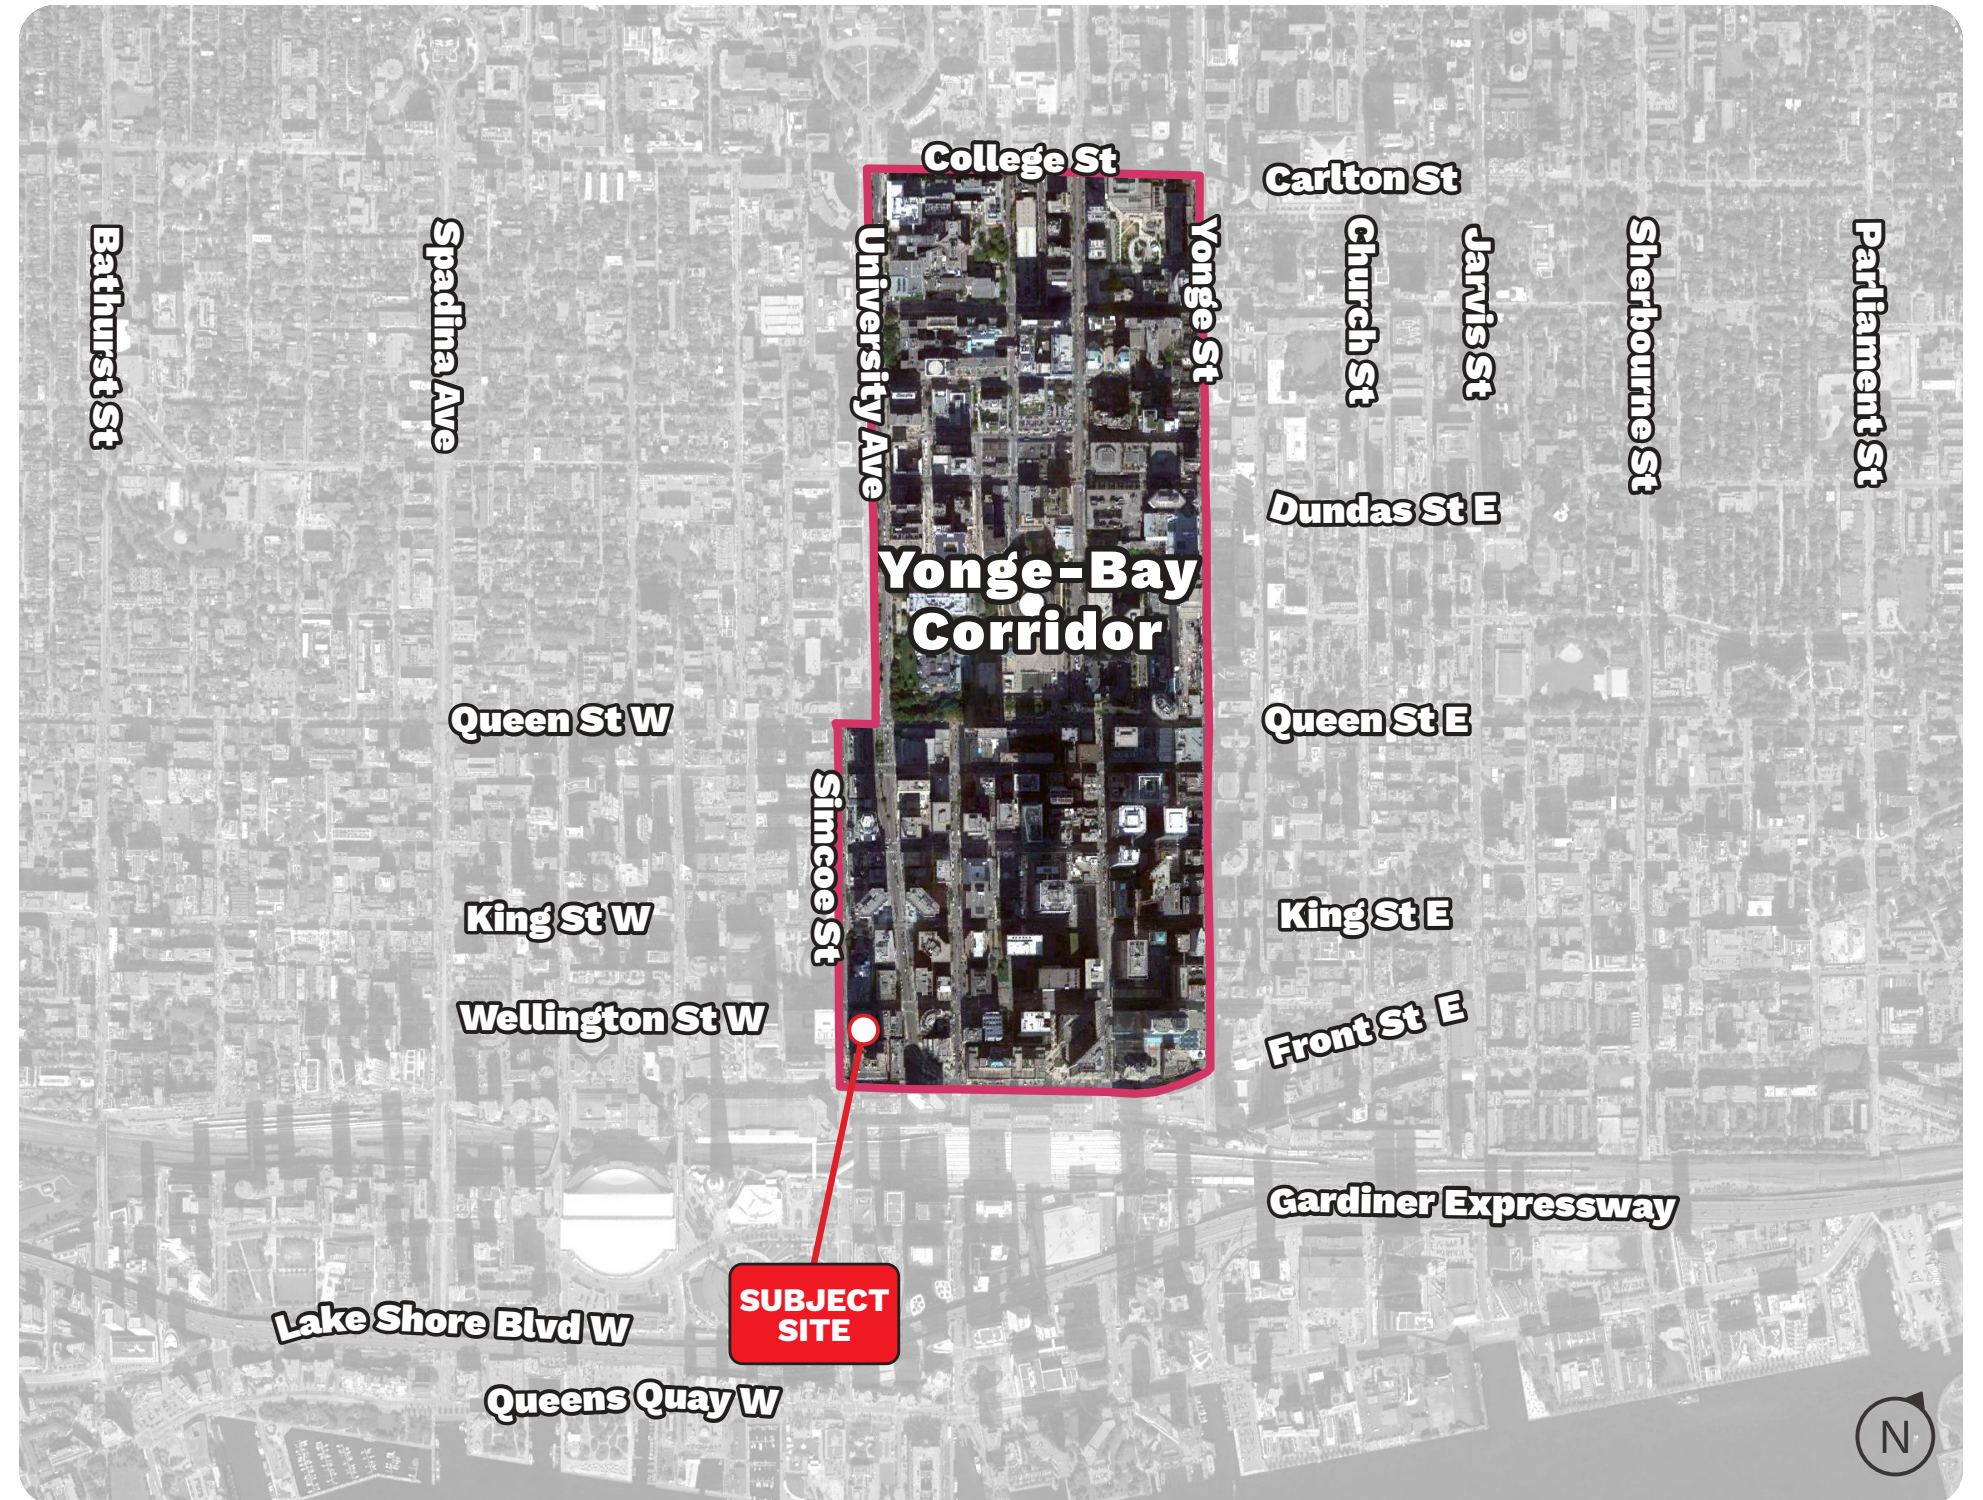 College St
Carlton St
Bathurst St
Spadina Ave
University Ave
Yonge St
Church St
Jarvis St
Sherbourne St
Parliament St
Dundas St E
Yonge-Bay
Corridor
Queen St W
Queen St E
Simcoe St
King St W
King St E
Wellington St W
Front St E
Gardiner Expressway
SUBJECT
SITE
Lake Shore Blvd W
Queens Quay W
N